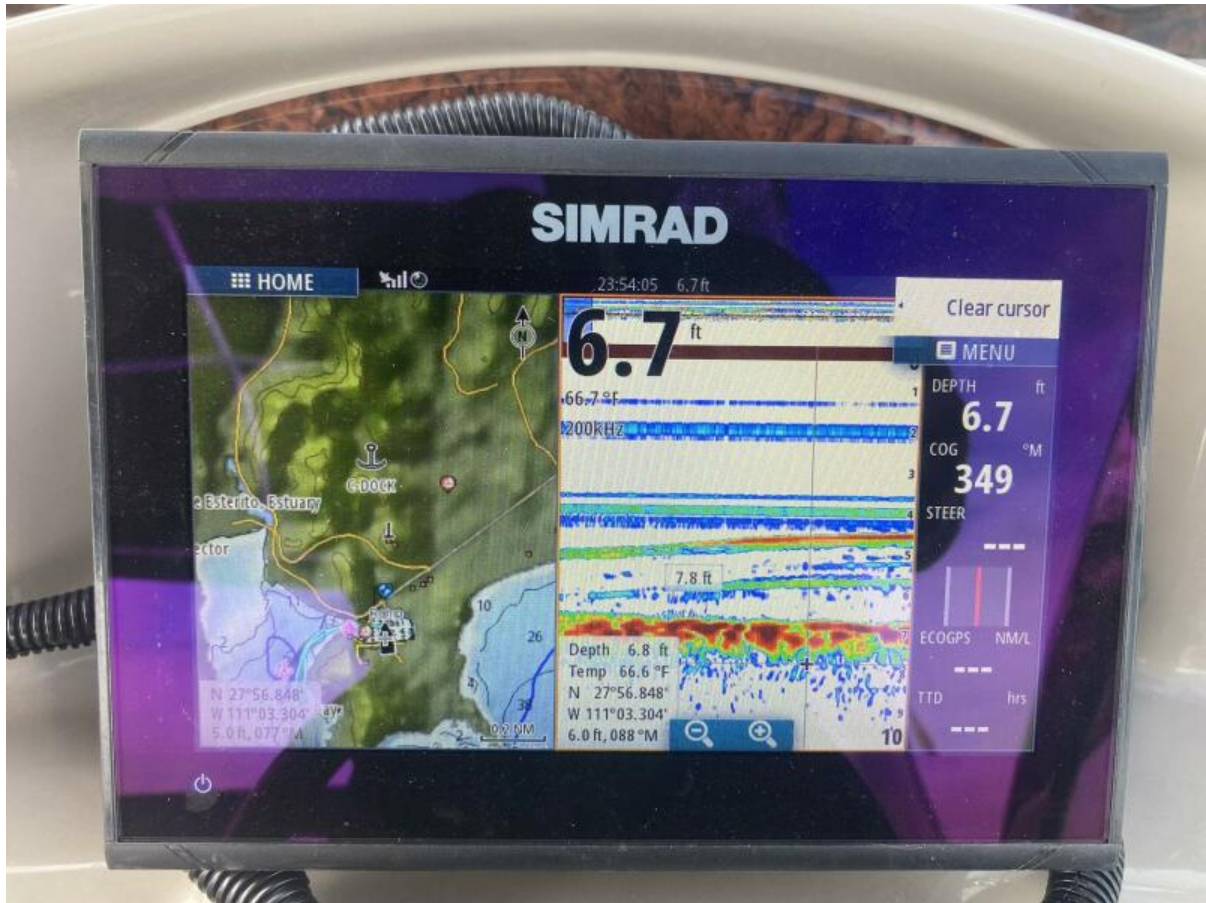 SIMRAD
HOME
23:54:05 6.7 ft
Clear cursor
MENU
N
C-DOCK
e Esterito, Estuary
ector
2
10
26
4
38
2
0.2 NM
N 27°56.848'
W 111°03.304'
5.0 ft, 077 °M
6.7 ft
66.7 °F
200kHz
1
2
3
4
5
7.8 ft
7
9
10
Depth 6.8 ft
Temp 66.6 °F
N 27°56.848'
W 111°03.304'
6.0 ft, 088 °M
DEPTH ft
6.7
COG °M
349
STEER
---
ECOGPS NM/L
---
TTD hrs
---